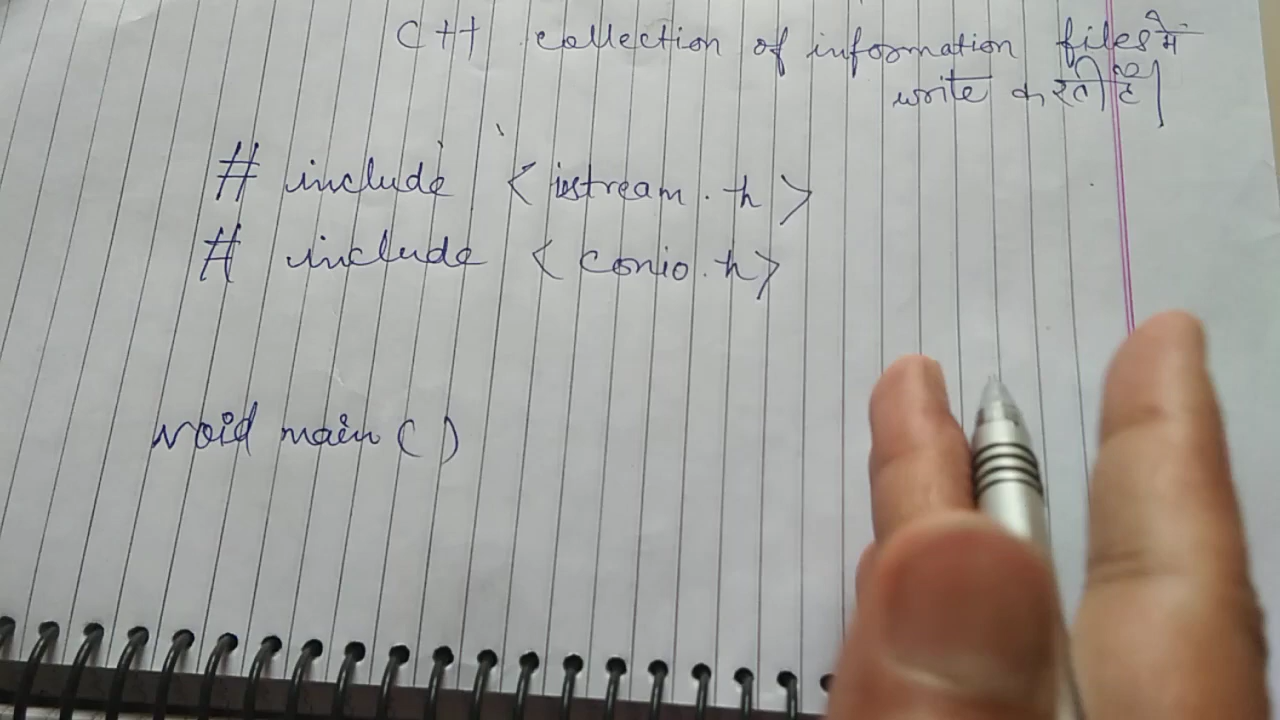 C++ collection of information files में
write करती है।
# include < iostream . h >
# include < conio . h >
void main ( )